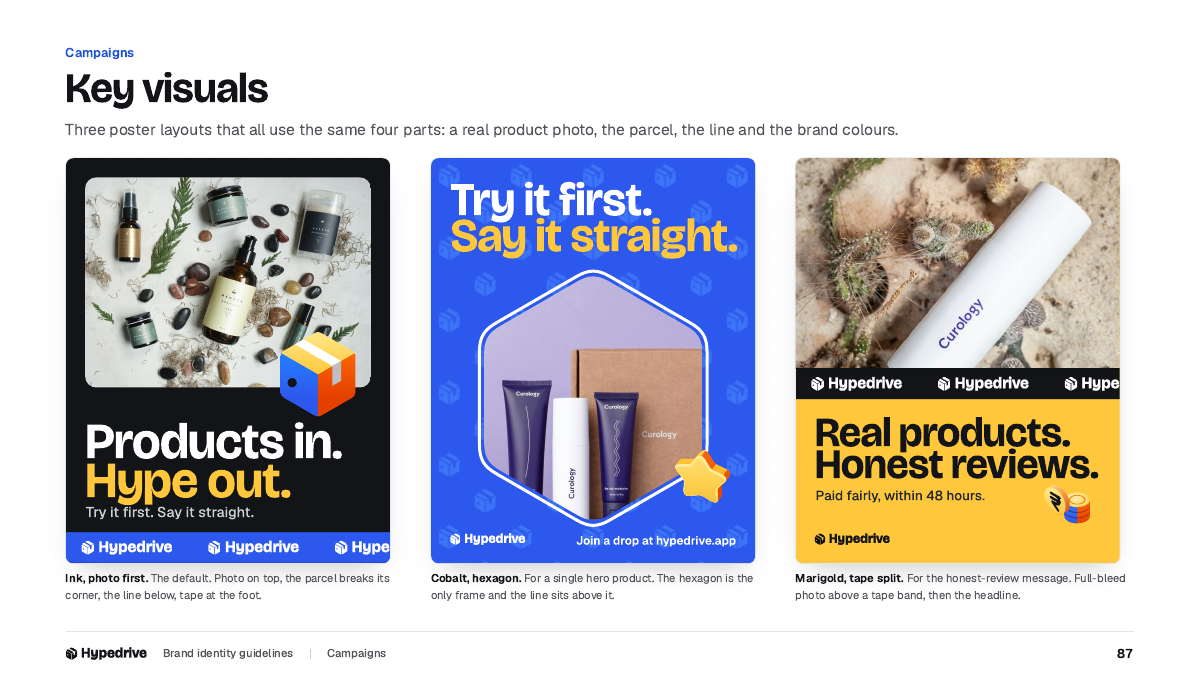 Campaigns
Key visuals
Three poster layouts that all use the same four parts: a real product photo, the parcel, the line and the brand colours.
Products in.
Hype out.
Try it first. Say it straight.
Hypedrive Hypedrive Hype
Ink, photo first. The default. Photo on top, the parcel breaks its
corner, the line below, tape at the foot.
Try it first.
Say it straight.
Curology
Curology
Curology
Curology
Hypedrive
Join a drop at hypedrive.app
Cobalt, hexagon. For a single hero product. The hexagon is the
only frame and the line sits above it.
Curology
Hypedrive Hypedrive Hype
Real products.
Honest reviews.
Paid fairly, within 48 hours.
Hypedrive
Marigold, tape split. For the honest-review message. Full-bleed
photo above a tape band, then the headline.
Hypedrive Brand identity guidelines | Campaigns
87